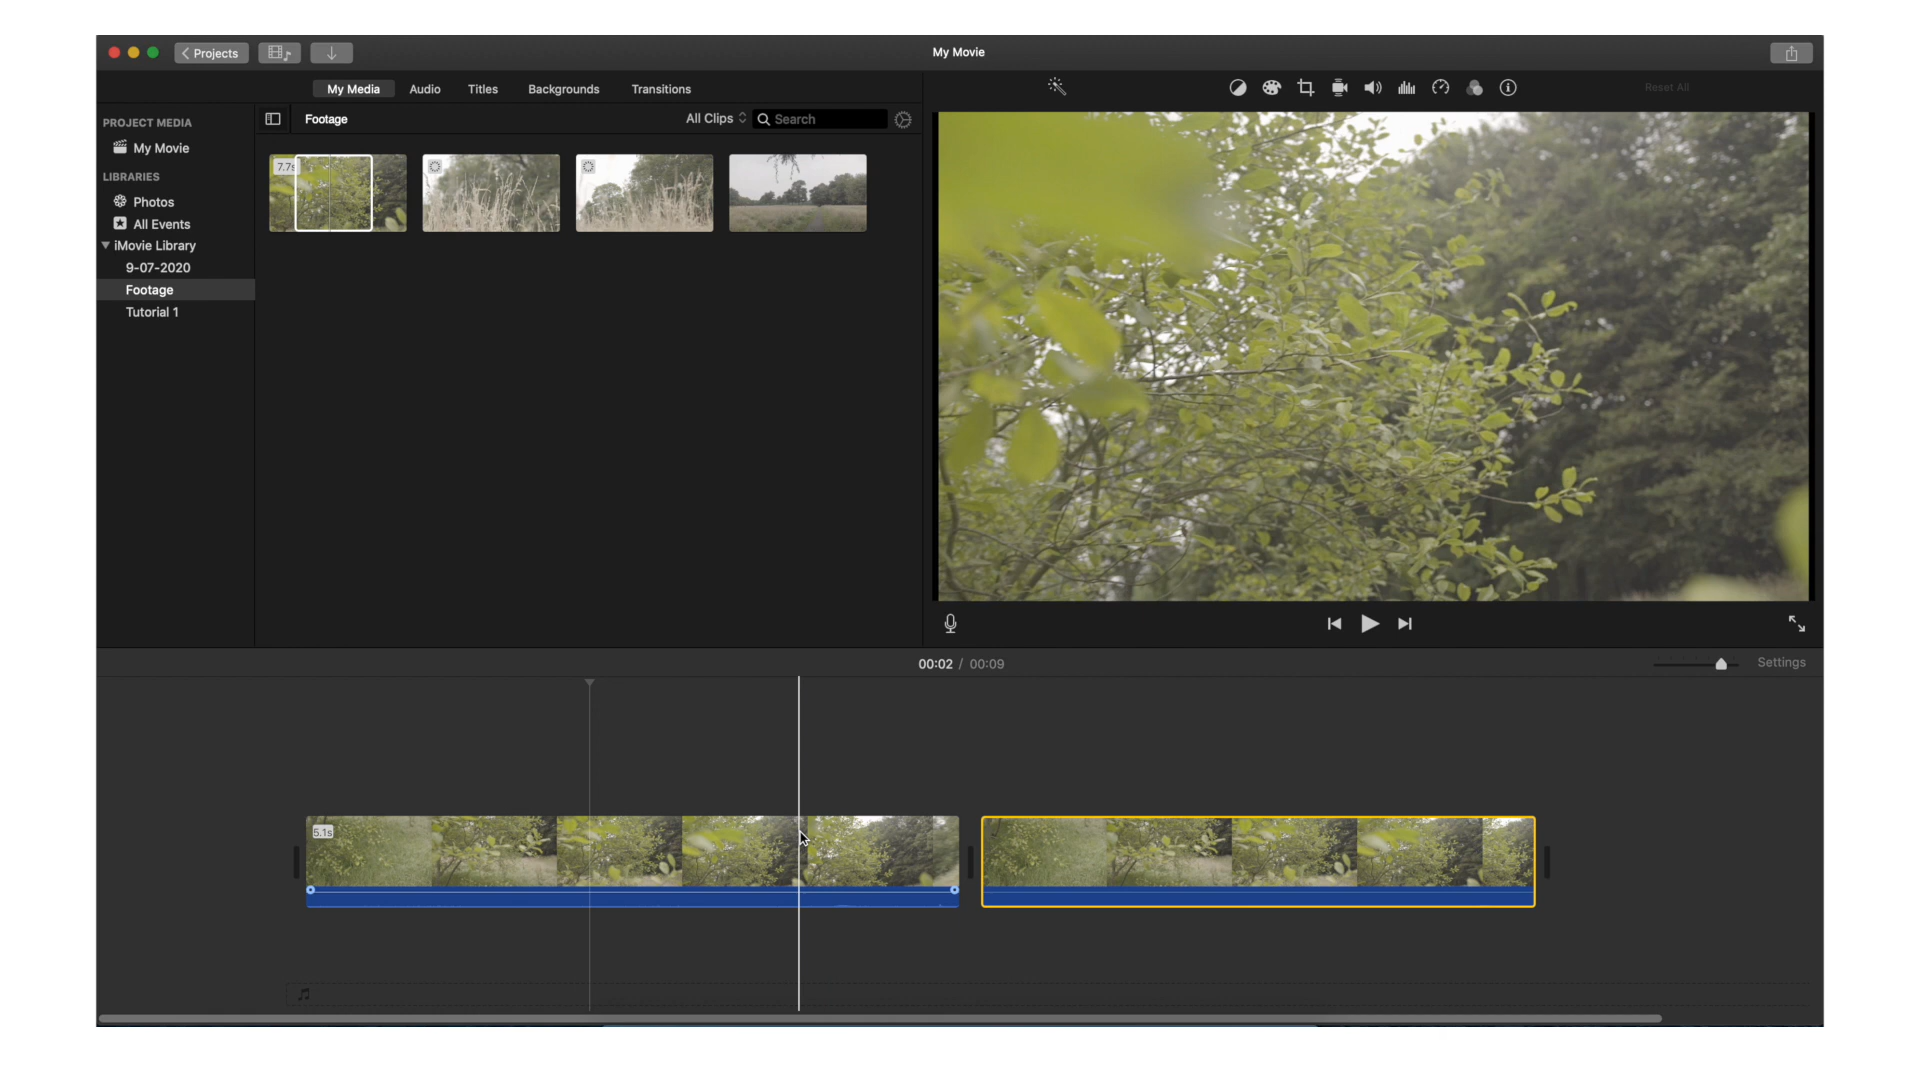 Projects
My Movie
My Media Audio Titles Backgrounds Transitions
Reset All
PROJECT MEDIA
My Movie
LIBRARIES
Photos
All Events
iMovie Library
9-07-2020
Footage
Tutorial 1
Footage
All Clips
Search
7.7s
00:02 / 00:09
Settings
5.1s